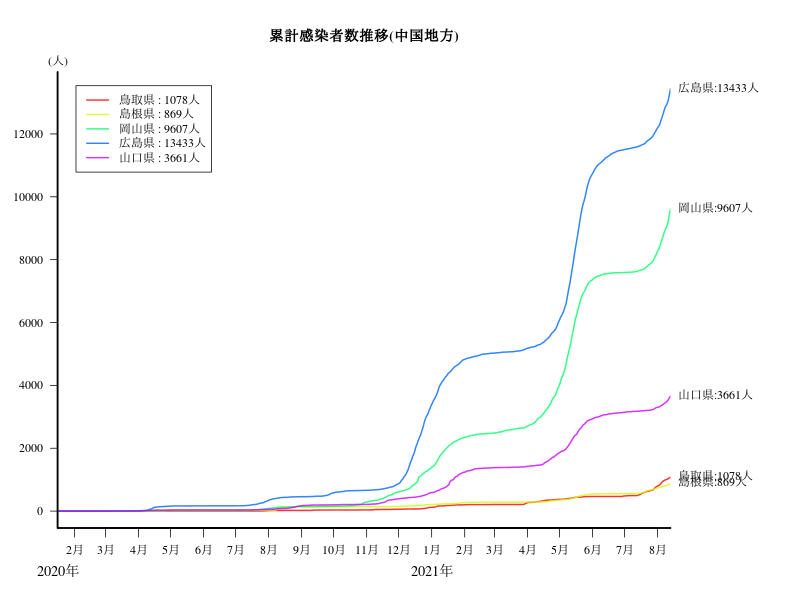 累計感染者数推移(中国地方)
(人)
鳥取県 : 1078人
島根県 : 869人
岡山県 : 9607人
広島県 : 13433人
山口県 : 3661人
広島県:13433人
岡山県:9607人
山口県:3661人
鳥取県:1078人
島根県:869人
12000
10000
8000
6000
4000
2000
0
2月 3月 4月 5月 6月 7月 8月 9月 10月 11月 12月 1月 2月 3月 4月 5月 6月 7月 8月
2020年 2021年